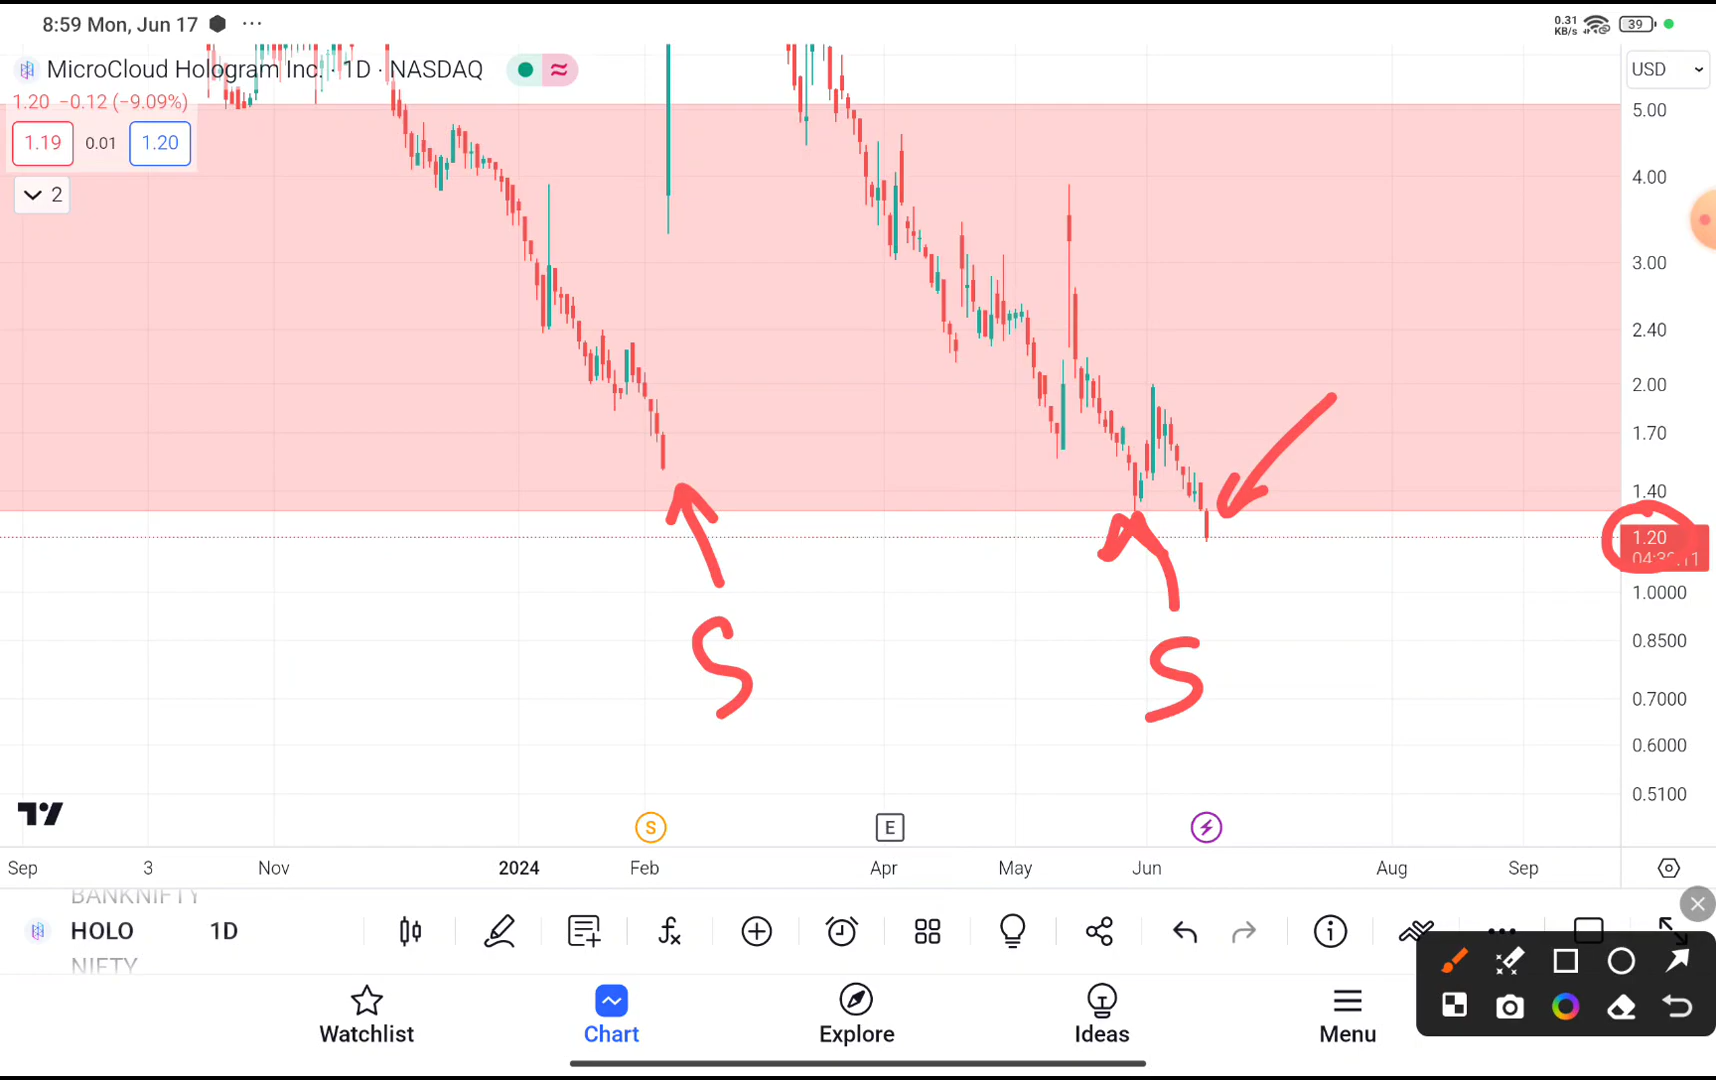 8:59 Mon, Jun 17
0.31
KB/s
39
MicroCloud Hologram Inc. · 1D · NASDAQ
USD
1.20 −0.12 (−9.09%)
1.19 0.01 1.20
2
5.00
4.00
3.00
2.40
2.00
1.70
1.40
1.20
1.0000
0.8500
0.7000
0.6000
0.5100
S
S
S
E
Sep 3 Nov 2024 Feb Apr May Jun Aug Sep
BANKNIFTY
HOLO 1D
NIFTY
Watchlist
Chart
Explore
Ideas
Menu